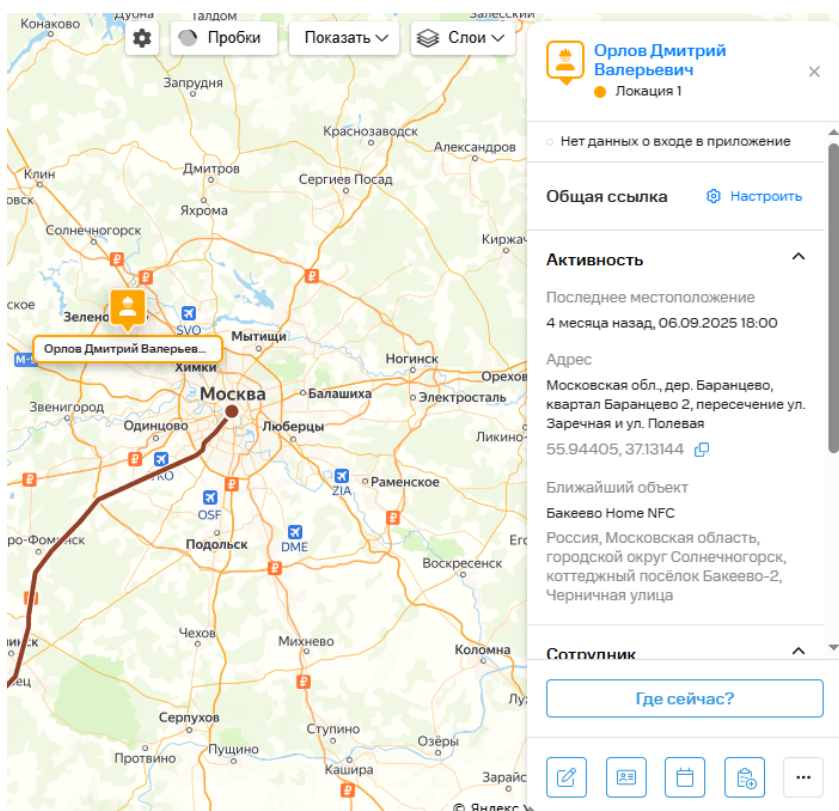 Конаково
Дубна
Талдом
Залесский
Пробки
Показать
Слои
Запрудня
Краснозаводск
Александров
Клин
Дмитров
Сергиев Посад
Яхрома
Солнечногорск
Киржач
SVO
Орлов Дмитрий Валерьев...
Мытищи
Химки
Ногинск
Москва
Балашиха
Электросталь
Звенигород
Одинцово
Люберцы
Раменское
ZIA
OSF
DME
Подольск
Воскресенск
Чехов
Михнево
Коломна
Серпухов
Ступино
Протвино
Пущино
Озёры
Кашира
Зарайс
© Яндекс
Орлов Дмитрий
Валерьевич
Локация 1
Нет данных о входе в приложение
Общая ссылка
Настроить
Активность
Последнее местоположение
4 месяца назад, 06.09.2025 18:00
Адрес
Московская обл., дер. Баранцево,
квартал Баранцево 2, пересечение ул.
Заречная и ул. Полевая
55.94405, 37.13144
Ближайший объект
Бакеево Home NFC
Россия, Московская область,
городской округ Солнечногорск,
коттеджный посёлок Бакеево-2,
Черничная улица
Сотрудник
Где сейчас?